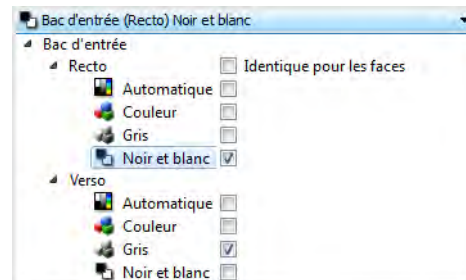 Bac d'entrée (Recto) Noir et blanc
Bac d'entrée
Recto Identique pour les faces
Automatique
Couleur
Gris
Noir et blanc
Verso
Automatique
Couleur
Gris
Noir et blanc